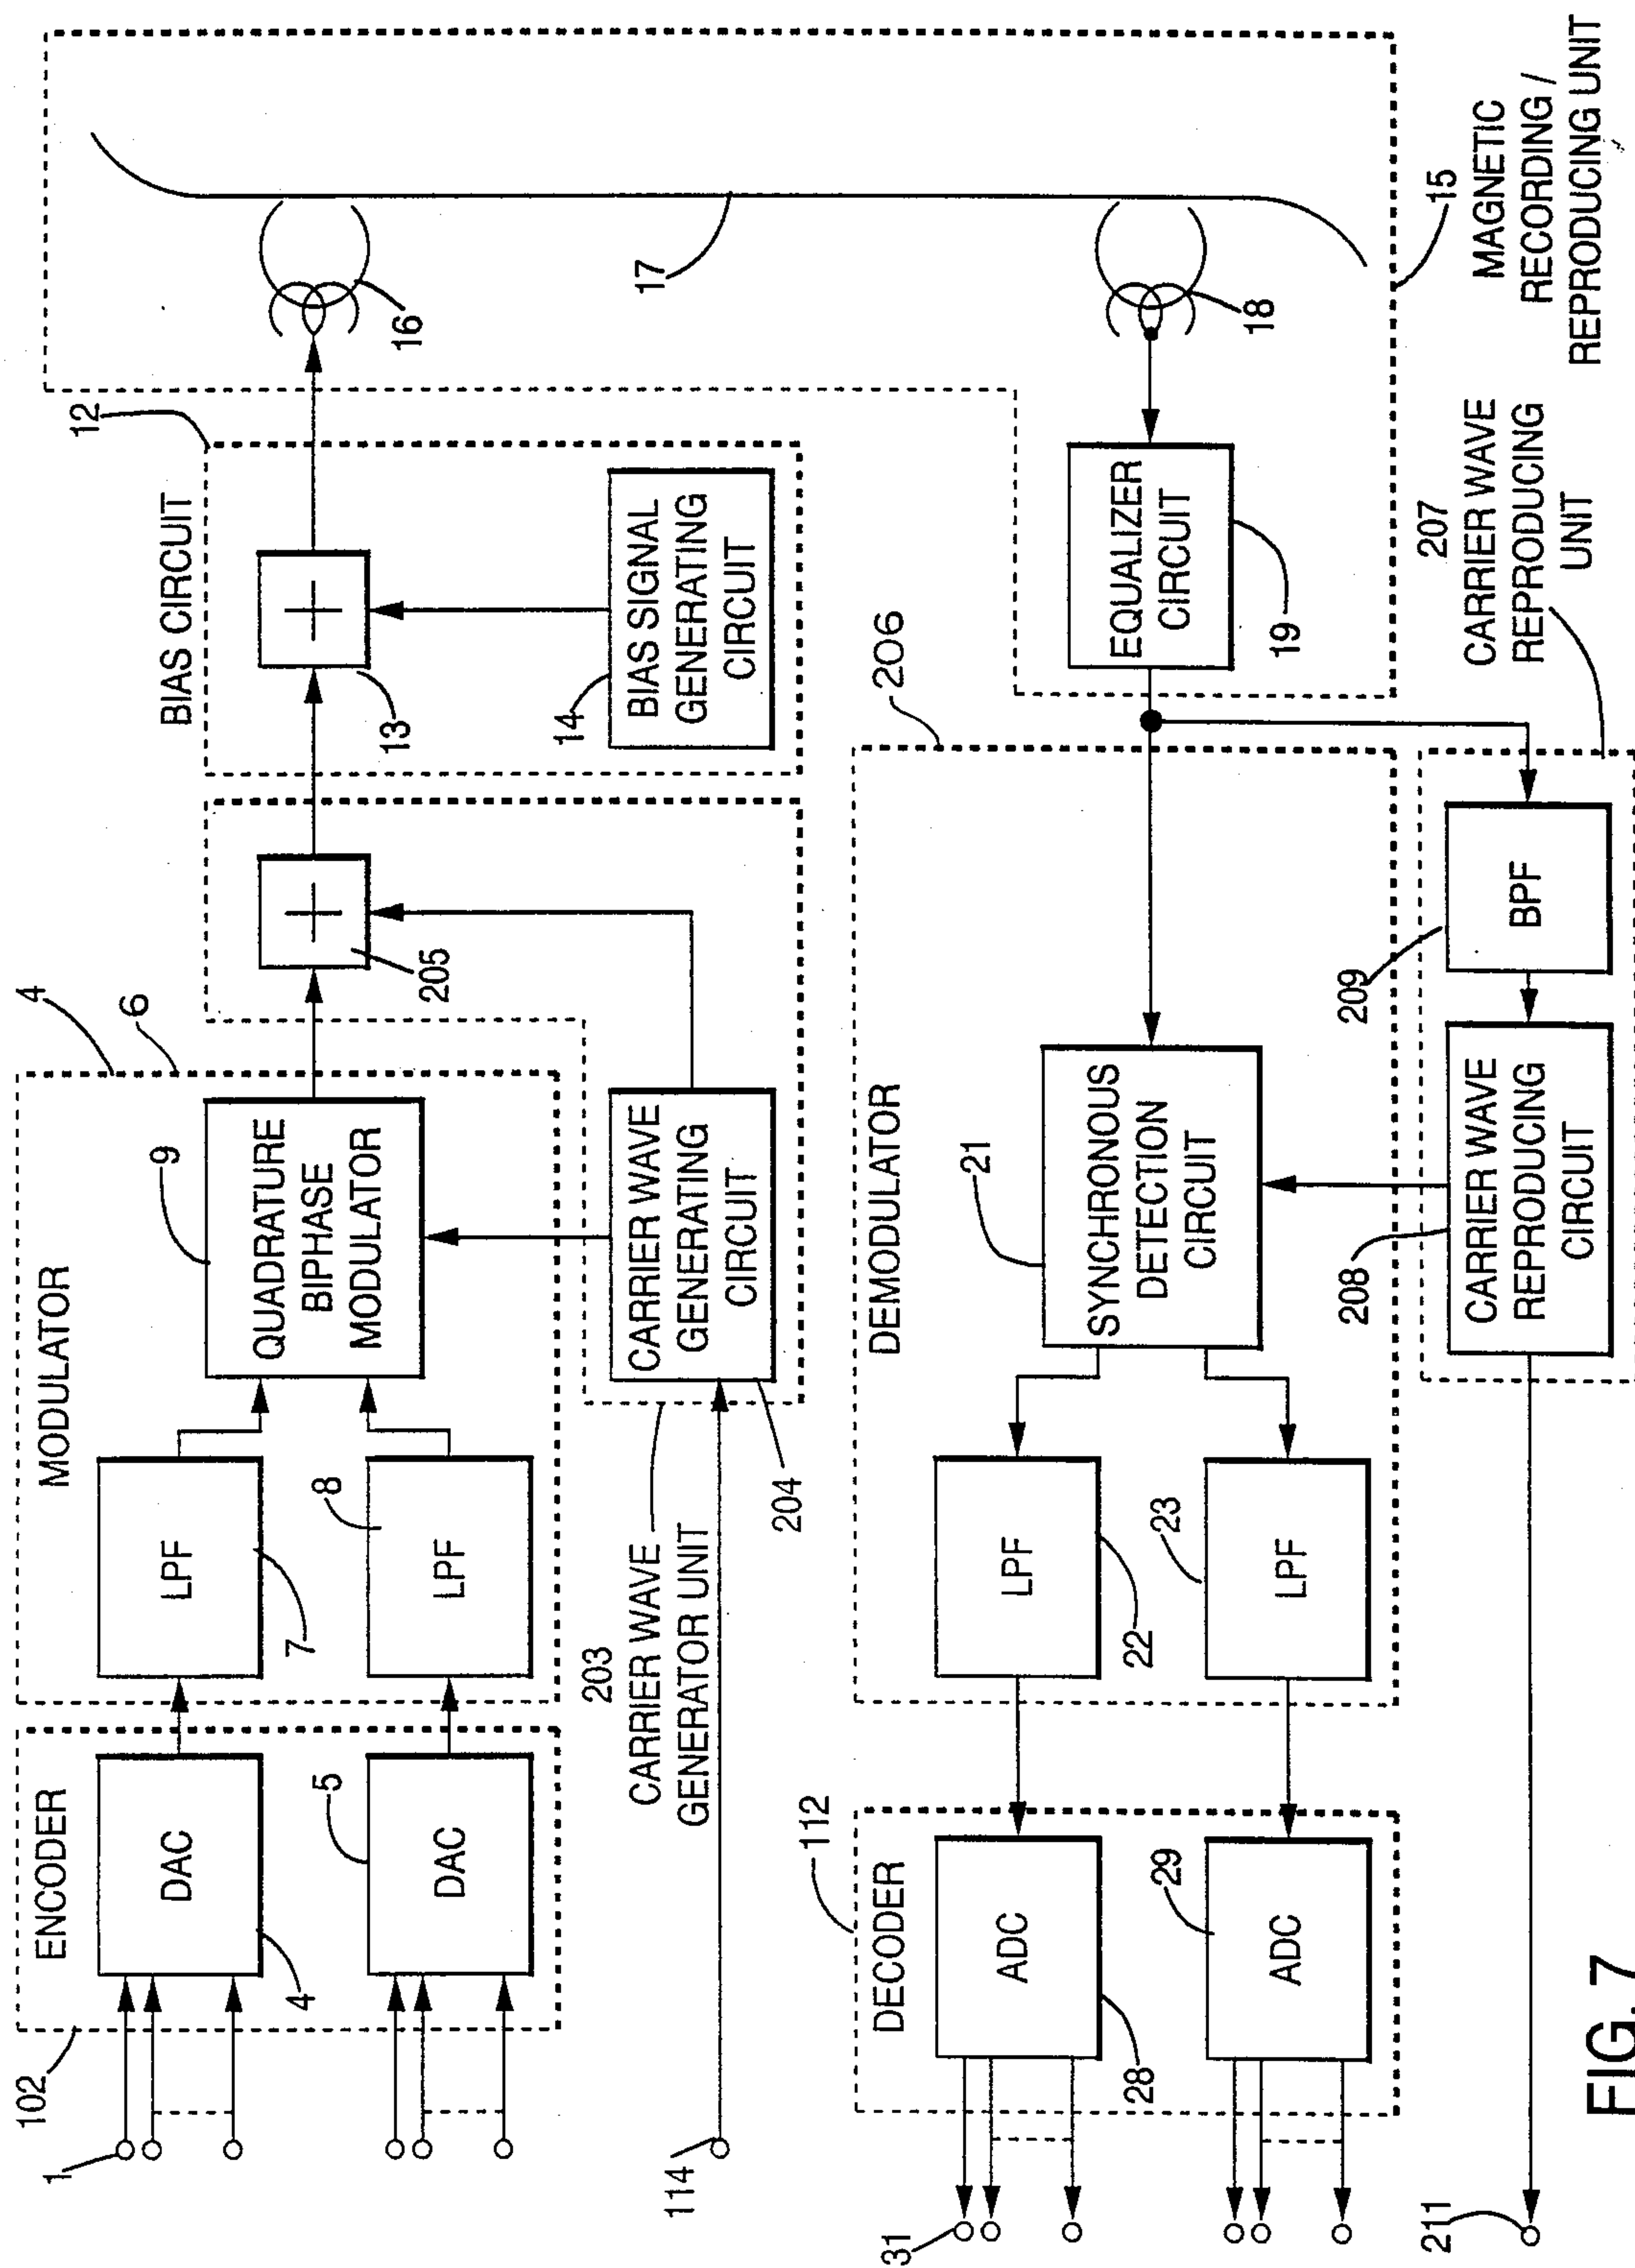 102
1
ENCODER
DAC
4
DAC
5
MODULATOR
4
6
LPF
7
LPF
8
QUADRATURE
BIPHASE
MODULATOR
9
205
BIAS CIRCUIT
12
13
14
BIAS SIGNAL
GENERATING
CIRCUIT
16
17
114
203
CARRIER WAVE
GENERATOR UNIT
CARRIER WAVE
GENERATING
CIRCUIT
204
31
DECODER
112
ADC
28
ADC
29
DEMODULATOR
206
LPF
22
LPF
23
SYNCHRONOUS
DETECTION
CIRCUIT
21
EQUALIZER
CIRCUIT
19
18
15
MAGNETIC
RECORDING /
REPRODUCING UNIT
207
CARRIER WAVE
REPRODUCING
UNIT
209
BPF
208
CARRIER WAVE
REPRODUCING
CIRCUIT
211
FIG. 7